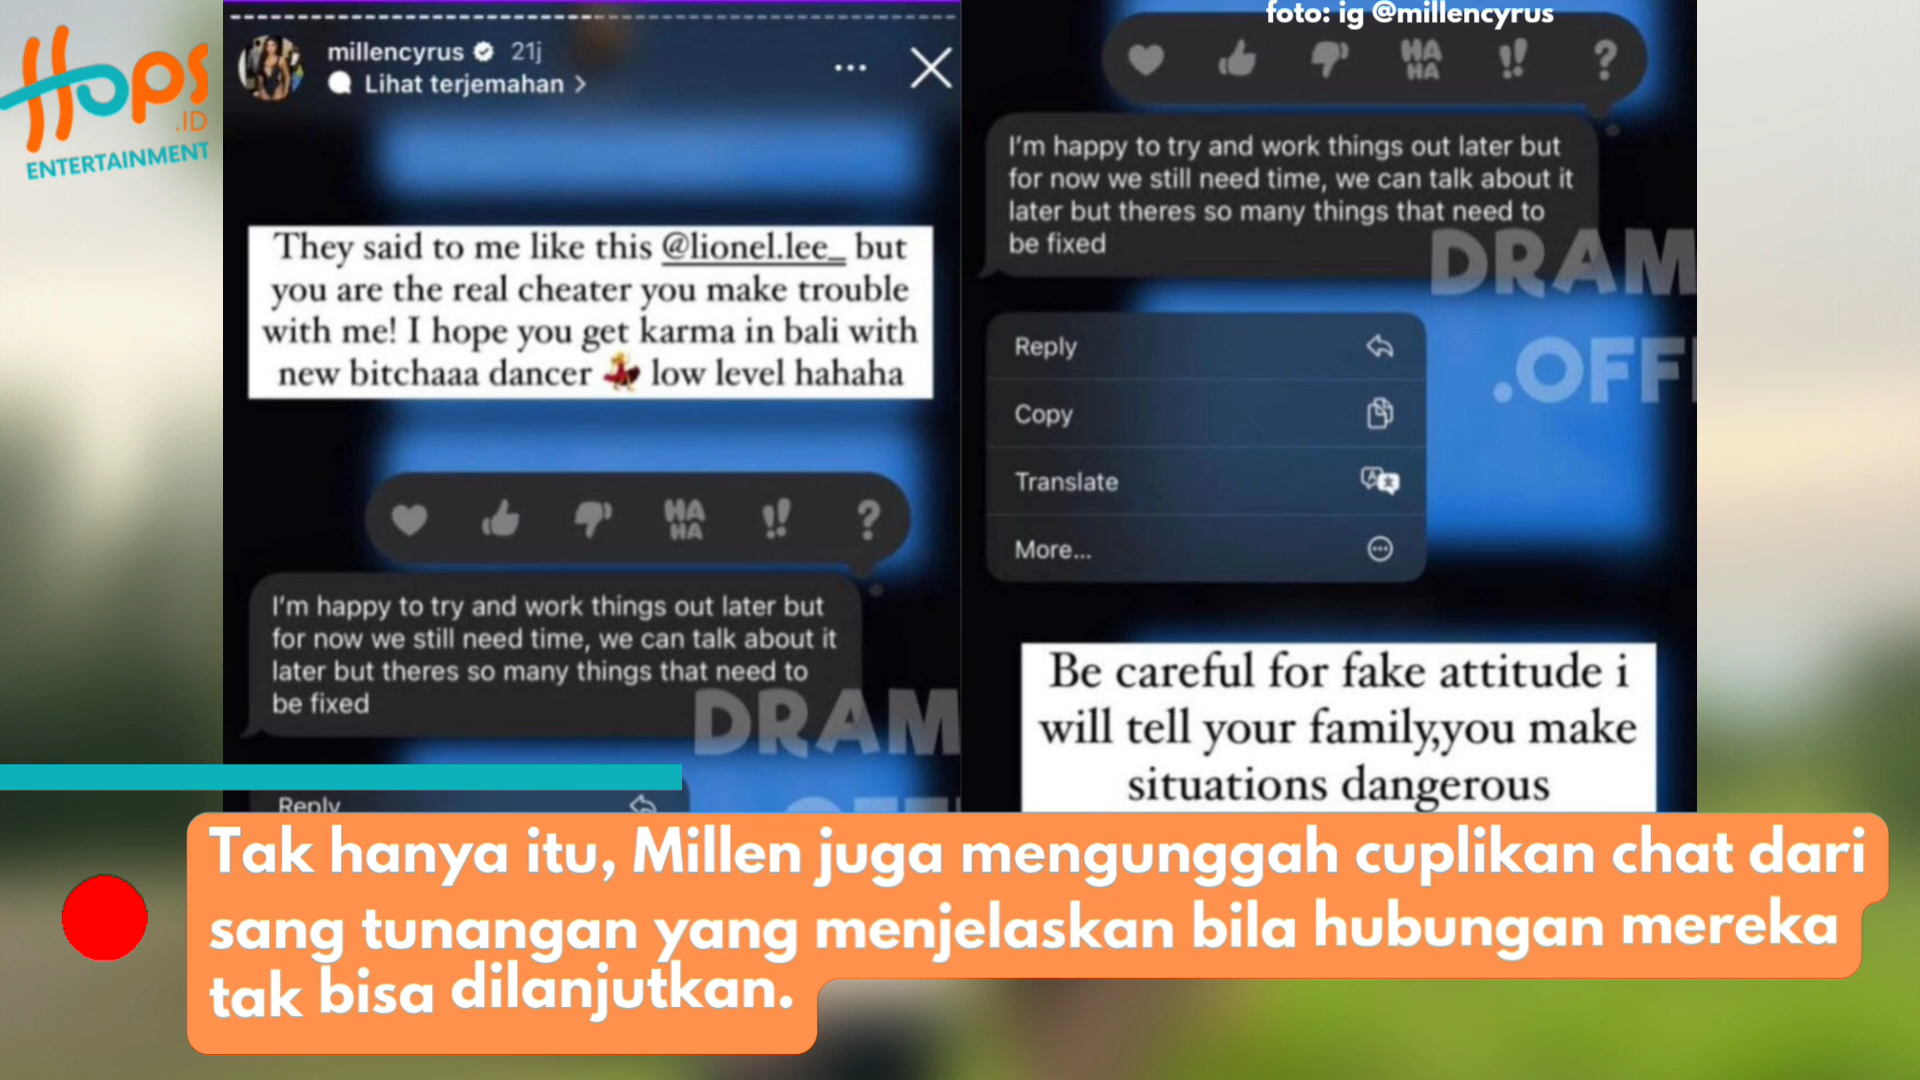 foto: ig @millencyrus
Hops
.ID
ENTERTAINMENT
millencyrus 21j
Lihat terjemahan >
They said to me like this @lionel.lee_ but
you are the real cheater you make trouble
with me! I hope you get karma in bali with
new bitchaaa dancer 💃 low level hahaha
HA
HA
!!
?
I'm happy to try and work things out later but
for now we still need time, we can talk about it
later but theres so many things that need to
be fixed
DRAM
Reply
HA
HA
!!
?
I'm happy to try and work things out later but
for now we still need time, we can talk about it
later but theres so many things that need to
be fixed
DRAM
.OFFI
Reply
Copy
Translate
More...
Be careful for fake attitude i
will tell your family,you make
situations dangerous
Tak hanya itu, Millen juga mengunggah cuplikan chat dari
sang tunangan yang menjelaskan bila hubungan mereka
tak bisa dilanjutkan.